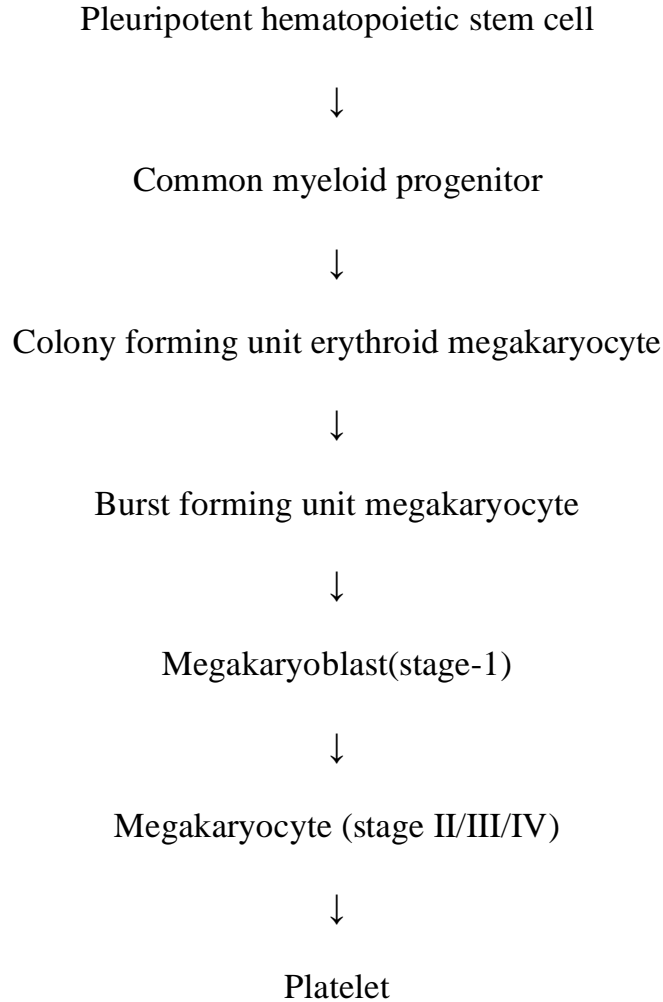 Pleuripotent hematopoietic stem cell
↓
Common myeloid progenitor
↓
Colony forming unit erythroid megakaryocyte
↓
Burst forming unit megakaryocyte
↓
Megakaryoblast(stage-1)
↓
Megakaryocyte (stage II/III/IV)
↓
Platelet